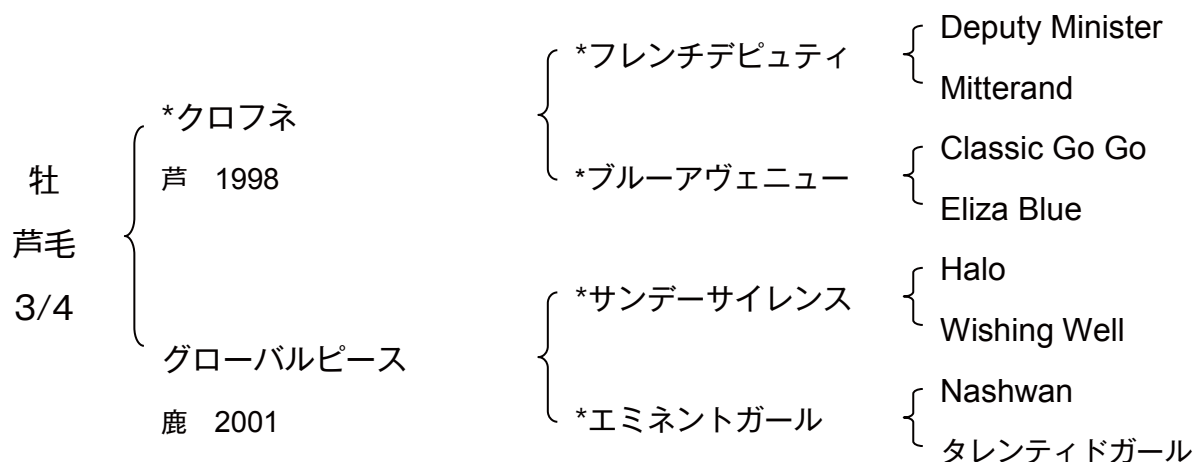 牡
芦毛
3/4
*クロフネ
芦 1998
グローバルピース
鹿 2001
*フレンチデピュティ
*ブルーアヴェニュー
*サンデーサイレンス
*エミネントガール
Deputy Minister
Mitterand
Classic Go Go
Eliza Blue
Halo
Wishing Well
Nashwan
タレンティドガール